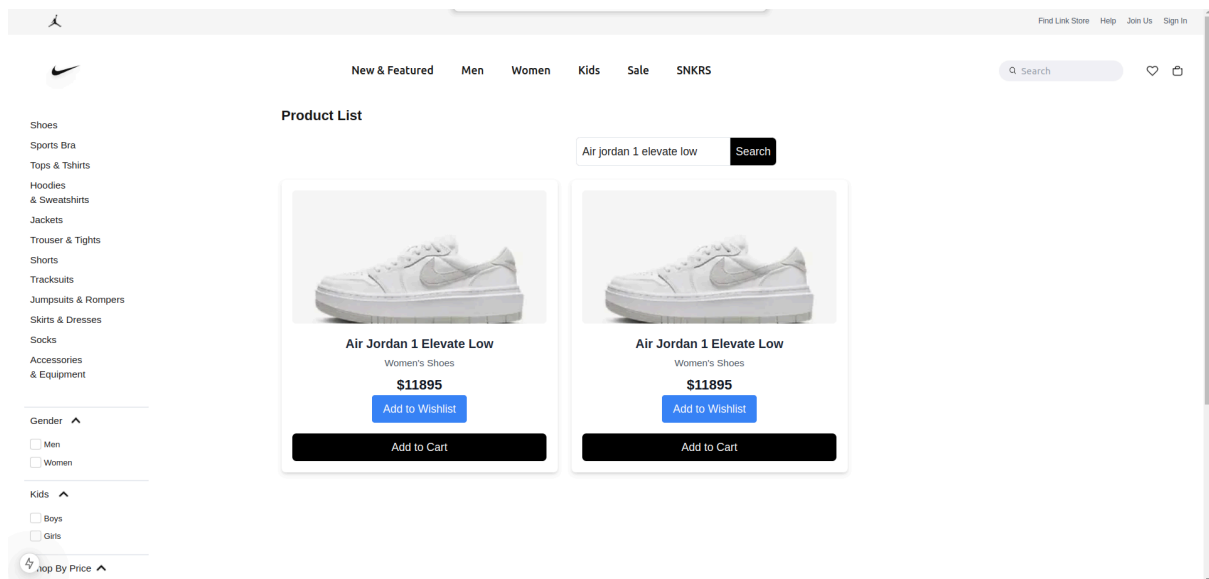 Find Link Store Help Join Us Sign In
New & Featured Men Women Kids Sale SNKRS
Search
Shoes
Sports Bra
Tops & Tshirts
Hoodies
& Sweatshirts
Jackets
Trouser & Tights
Shorts
Tracksuits
Jumpsuits & Rompers
Skirts & Dresses
Socks
Accessories
& Equipment
Gender
Men
Women
Kids
Boys
Girls
hop By Price
Product List
Air jordan 1 elevate low Search
Air Jordan 1 Elevate Low
Women's Shoes
$11895
Add to Wishlist
Add to Cart
Air Jordan 1 Elevate Low
Women's Shoes
$11895
Add to Wishlist
Add to Cart